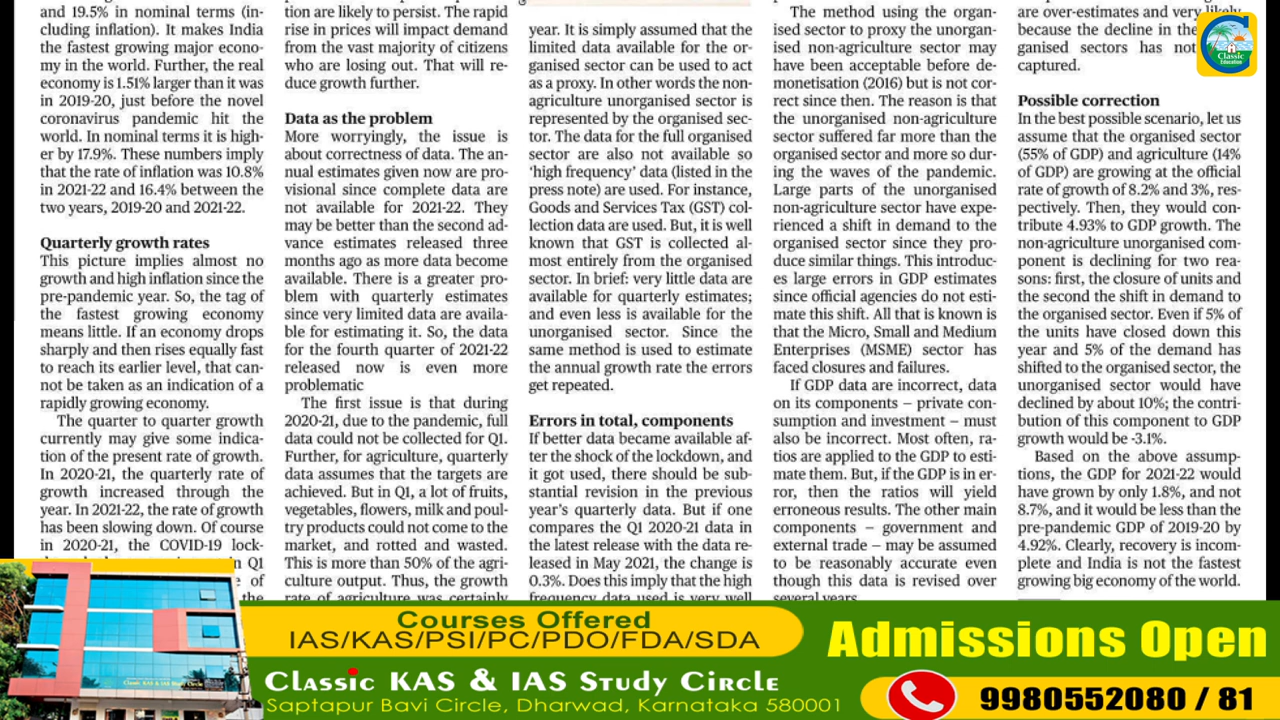 and 19.5% in nominal terms (in-
cluding inflation). It makes India
the fastest growing major econo-
my in the world. Further, the real
economy is 1.51% larger than it was
in 2019-20, just before the novel
coronavirus pandemic hit the
world. In nominal terms it is high-
er by 17.9%. These numbers imply
that the rate of inflation was 10.8%
in 2021-22 and 16.4% between the
two years, 2019-20 and 2021-22.
Quarterly growth rates
This picture implies almost no
growth and high inflation since the
pre-pandemic year. So, the tag of
the fastest growing economy
means little. If an economy drops
sharply and then rises equally fast
to reach its earlier level, that can-
not be taken as an indication of a
rapidly growing economy.
The quarter to quarter growth
currently may give some indica-
tion of the present rate of growth.
In 2020-21, the quarterly rate of
growth increased through the
year. In 2021-22, the rate of growth
has been slowing down. Of course
in 2020-21, the COVID-19 lock-
Q1
of
the
tion are likely to persist. The rapid
rise in prices will impact demand
from the vast majority of citizens
who are losing out. That will re-
duce growth further.
Data as the problem
More worryingly, the issue is
about correctness of data. The an-
nual estimates given now are pro-
visional since complete data are
not available for 2021-22. They
may be better than the second ad-
vance estimates released three
months ago as more data become
available. There is a greater pro-
blem with quarterly estimates
since very limited data are availa-
ble for estimating it. So, the data
for the fourth quarter of 2021-22
released now is even more
problematic
The first issue is that during
2020-21, due to the pandemic, full
data could not be collected for Q1.
Further, for agriculture, quarterly
data assumes that the targets are
achieved. But in Q1, a lot of fruits,
vegetables, flowers, milk and poul-
try products could not come to the
market, and rotted and wasted.
This is more than 50% of the agri-
culture output. Thus, the growth
rate of agriculture was certainly
year. It is simply assumed that the
limited data available for the or-
ganised sector can be used to act
as a proxy. In other words the non-
agriculture unorganised sector is
represented by the organised sec-
tor. The data for the full organised
sector are also not available so
‘high frequency’ data (listed in the
press note) are used. For instance,
Goods and Services Tax (GST) col-
lection data are used. But, it is well
known that GST is collected al-
most entirely from the organised
sector. In brief: very little data are
available for quarterly estimates;
and even less is available for the
unorganised sector. Since the
same method is used to estimate
the annual growth rate the errors
get repeated.
Errors in total, components
If better data became available af-
ter the shock of the lockdown, and
it got used, there should be sub-
stantial revision in the previous
year’s quarterly data. But if one
compares the Q1 2020-21 data in
the latest release with the data re-
leased in May 2021, the change is
0.3%. Does this imply that the high
frequency data used is very well
The method using the organ-
ised sector to proxy the unorgan-
ised non-agriculture sector may
have been acceptable before de-
monetisation (2016) but is not cor-
rect since then. The reason is that
the unorganised non-agriculture
sector suffered far more than the
organised sector and more so dur-
ing the waves of the pandemic.
Large parts of the unorganised
non-agriculture sector have expe-
rienced a shift in demand to the
organised sector since they pro-
duce similar things. This introduc-
es large errors in GDP estimates
since official agencies do not esti-
mate this shift. All that is known is
that the Micro, Small and Medium
Enterprises (MSME) sector has
faced closures and failures.
If GDP data are incorrect, data
on its components – private con-
sumption and investment – must
also be incorrect. Most often, ra-
tios are applied to the GDP to esti-
mate them. But, if the GDP is in er-
ror, then the ratios will yield
erroneous results. The other main
components – government and
external trade – may be assumed
to be reasonably accurate even
though this data is revised over
several years.
are over-estimates and very likely
because the decline in the
ganised sectors has not
captured.
Possible correction
In the best possible scenario, let us
assume that the organised sector
(55% of GDP) and agriculture (14%
of GDP) are growing at the official
rate of growth of 8.2% and 3%, res-
pectively. Then, they would con-
tribute 4.93% to GDP growth. The
non-agriculture unorganised com-
ponent is declining for two rea-
sons: first, the closure of units and
the second the shift in demand to
the organised sector. Even if 5% of
the units have closed down this
year and 5% of the demand has
shifted to the organised sector, the
unorganised sector would have
declined by about 10%; the contri-
bution of this component to GDP
growth would be -3.1%.
Based on the above assump-
tions, the GDP for 2021-22 would
have grown by only 1.8%, and not
8.7%, and it would be less than the
pre-pandemic GDP of 2019-20 by
4.92%. Clearly, recovery is incom-
plete and India is not the fastest
growing big economy of the world.
Classic
Education
Courses Offered
IAS/KAS/PSI/PC/PDO/FDA/SDA
Admissions Open
Classic KAS & IAS Study Circle
Saptapur Bavi Circle, Dharwad, Karnataka 580001
9980552080 / 81